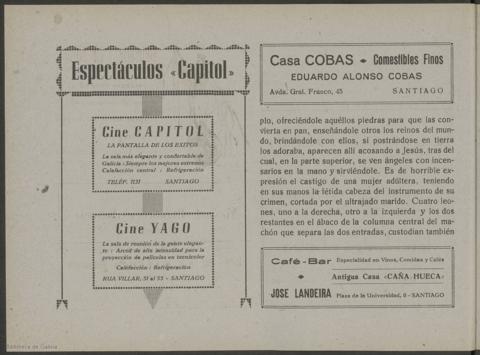 Espectáculos «Capitol»
Cine CAPITOL
LA PANTALLA DE LOS EXITOS
La sala más elegante y confortable de
Galicia : Siempre los mejores estrenos
Calefacción central : Refrigeración
TELÉF. 1131 SANTIAGO
Cine YAGO
La sala de reunión de la gente elegan-
te : Arcos de alta intensidad para la
proyección de películas en tecnicolor
Calefacción : Refrigeración
RUA VILLAR, 51 al 55 - SANTIAGO
Casa COBAS • Comestibles Finos
EDUARDO ALONSO COBAS
Avda. Gral. Franco, 45 SANTIAGO
plo, ofreciéndole aquéllos piedras para que las con-
vierta en pan, enseñándole otros los reinos del mun-
do, brindándole con ellos, si postrándose en tierra
los adoraba, aparecen allí acosando a Jesús, tras del
cual, en la parte superior, se ven ángeles con incen-
sarios en la mano y sirviéndole. Es de horrible
expresión el castigo de una mujer adúltera, teniendo
en sus manos la fétida cabeza del instrumento de su
crimen, cortada por el ultrajado marido. Cuatro leo-
nes, uno a la derecha, otro a la izquierda y los dos
restantes en el ábaco de la columna central del ma-
chón que separa las dos entradas, custodian también
Café-Bar Especialidad en Vinos, Comidas y Cafés
Antigua Casa «CAÑA HUECA»
JOSE LANDEIRA Plaza de la Universidad, 8 - SANTIAGO
Biblioteca de Galicia